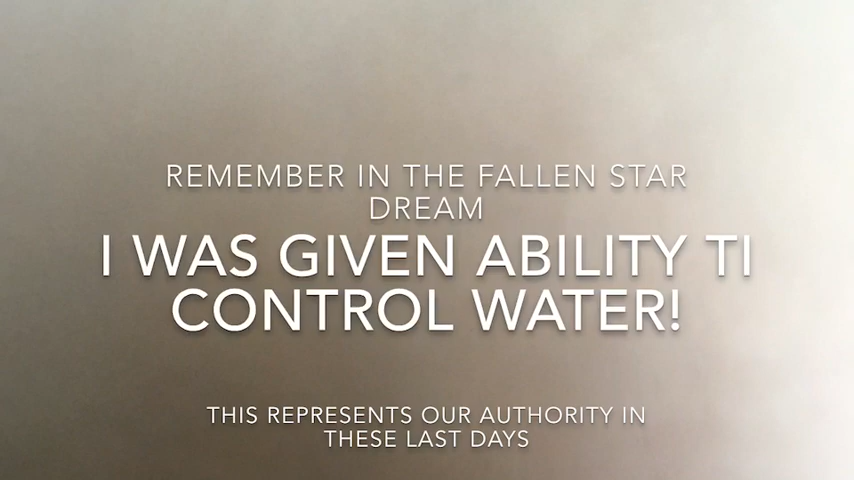 REMEMBER IN THE FALLEN STAR
DREAM
I WAS GIVEN ABILITY TI
CONTROL WATER!
THIS REPRESENTS OUR AUTHORITY IN
THESE LAST DAYS